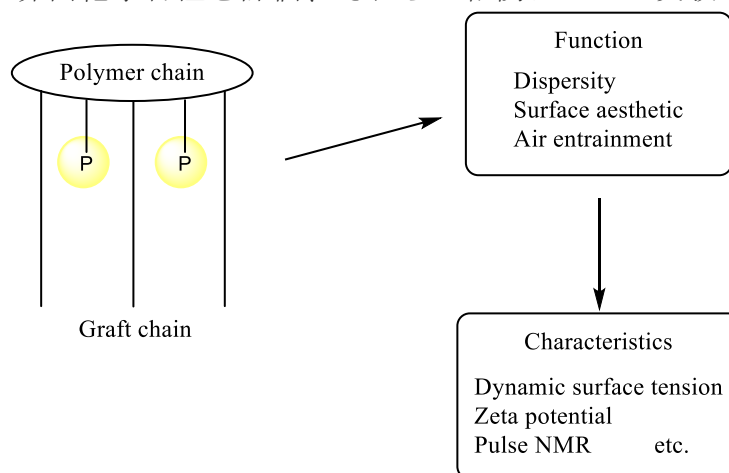 Polymer chain
P
P
Graft chain
Function
Dispersity
Surface aesthetic
Air entrainment
Characteristics
Dynamic surface tension
Zeta potential
Pulse NMR etc.